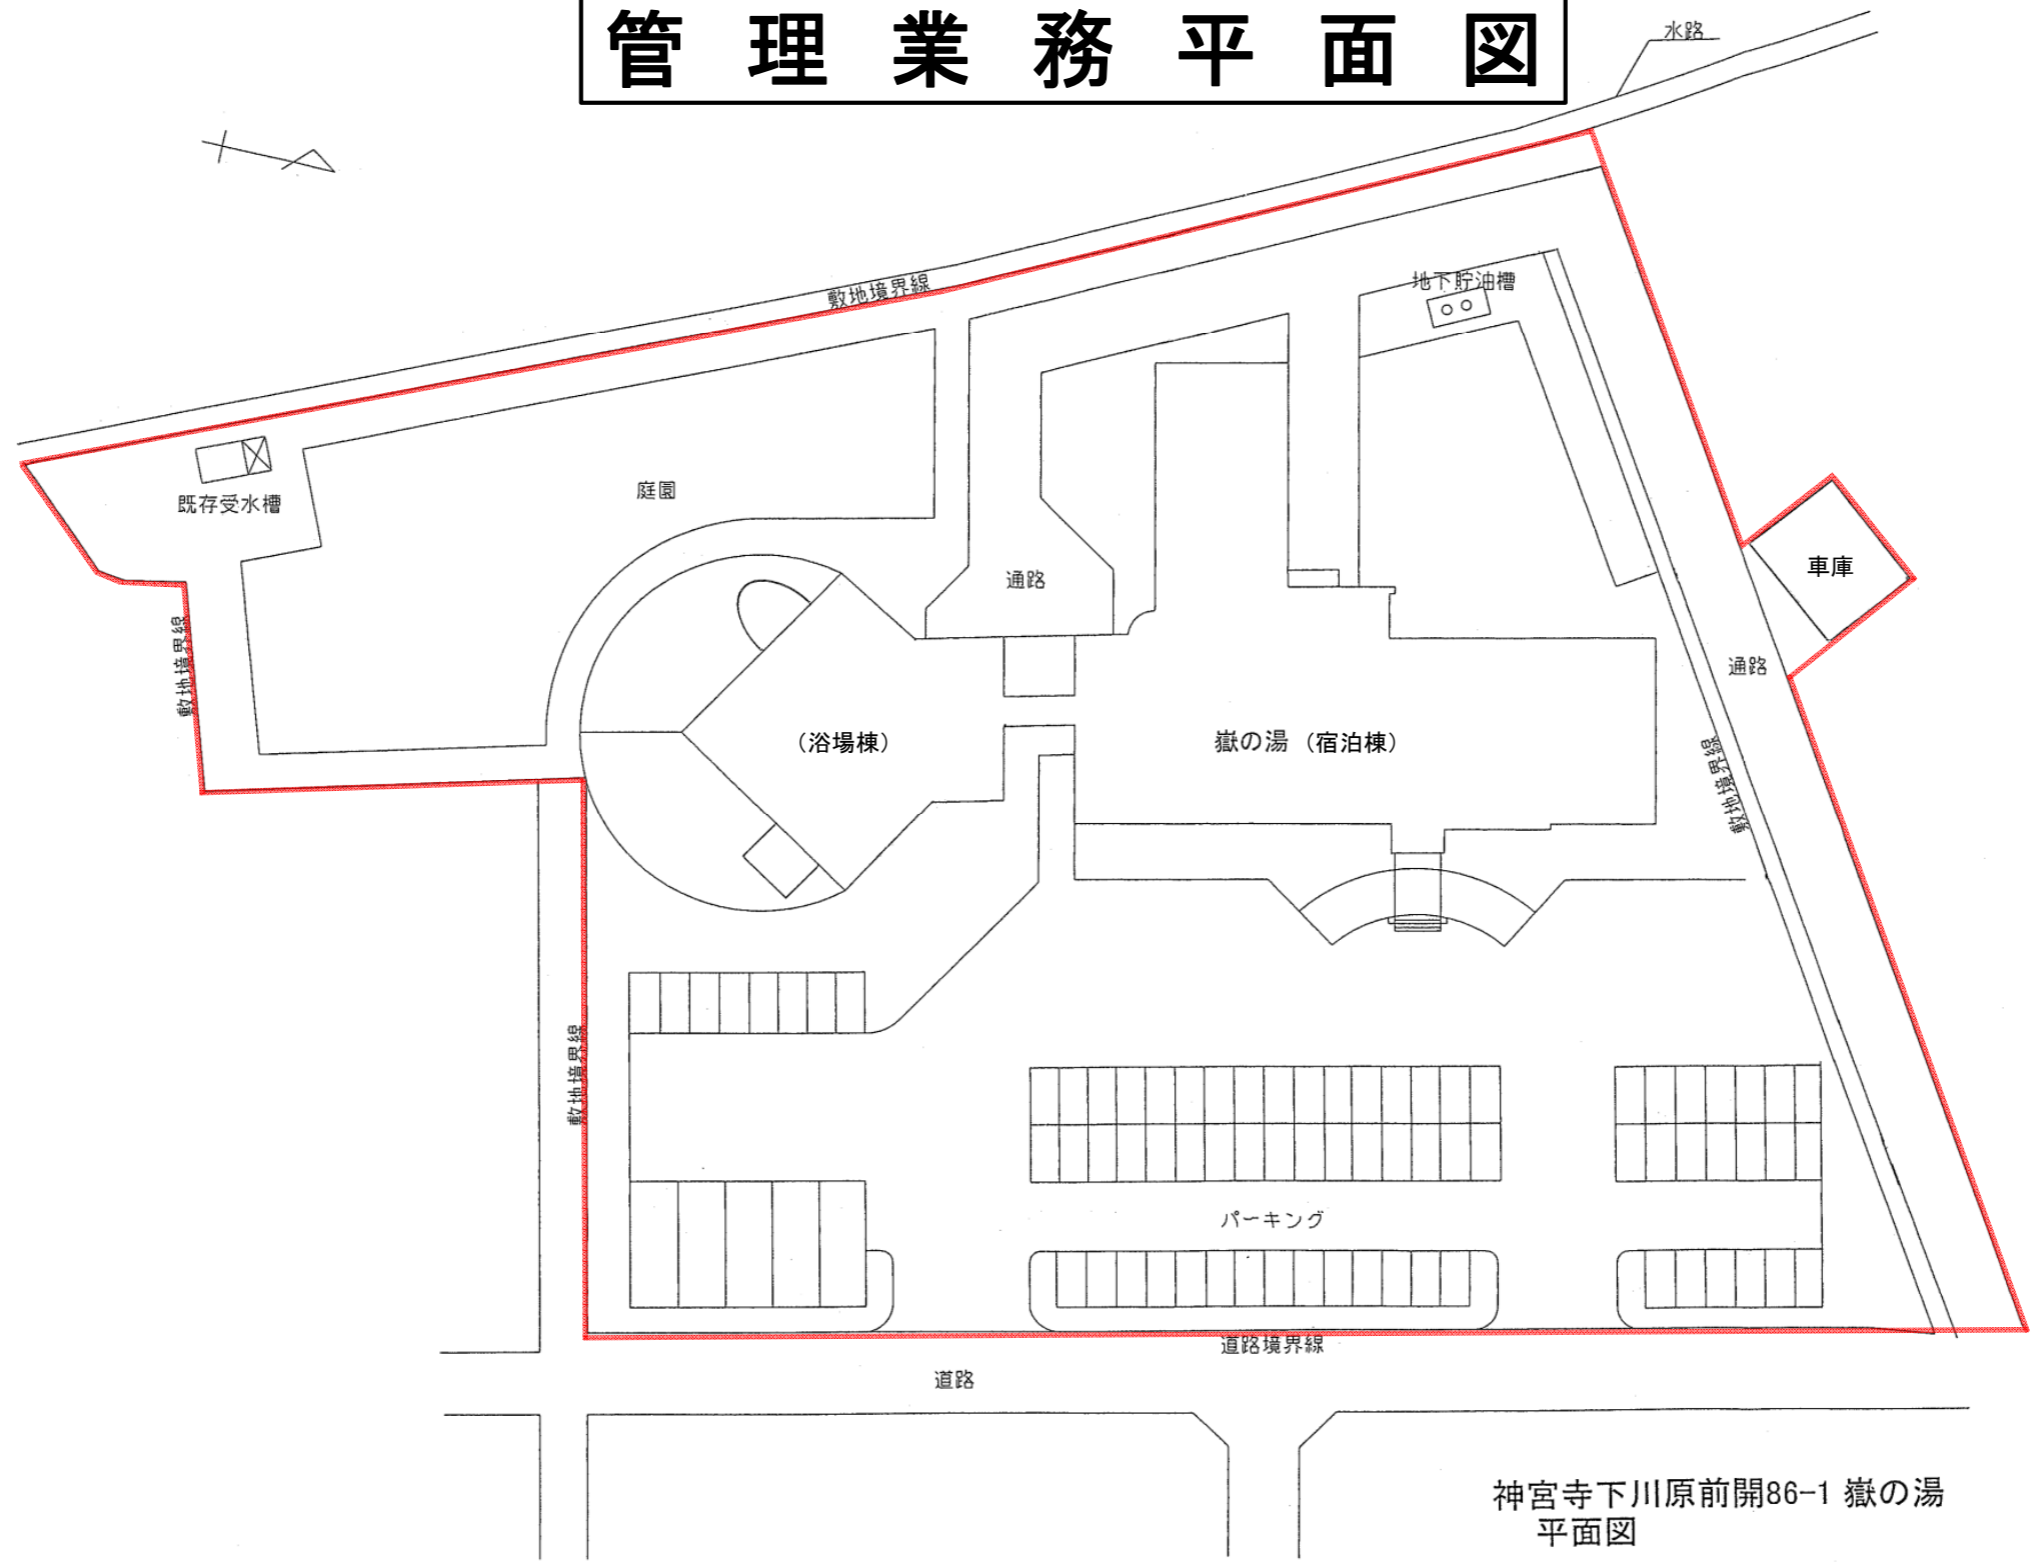 管理業務平面図
水路
敷地境界線
地下貯油槽
既存受水槽
庭園
車庫
通路
敷地境界線
通路
(浴場棟)
嶽の湯 (宿泊棟)
敷地境界線
敷地境界線
パーキング
道路境界線
道路
神宮寺下川原前開86-1 嶽の湯
平面図